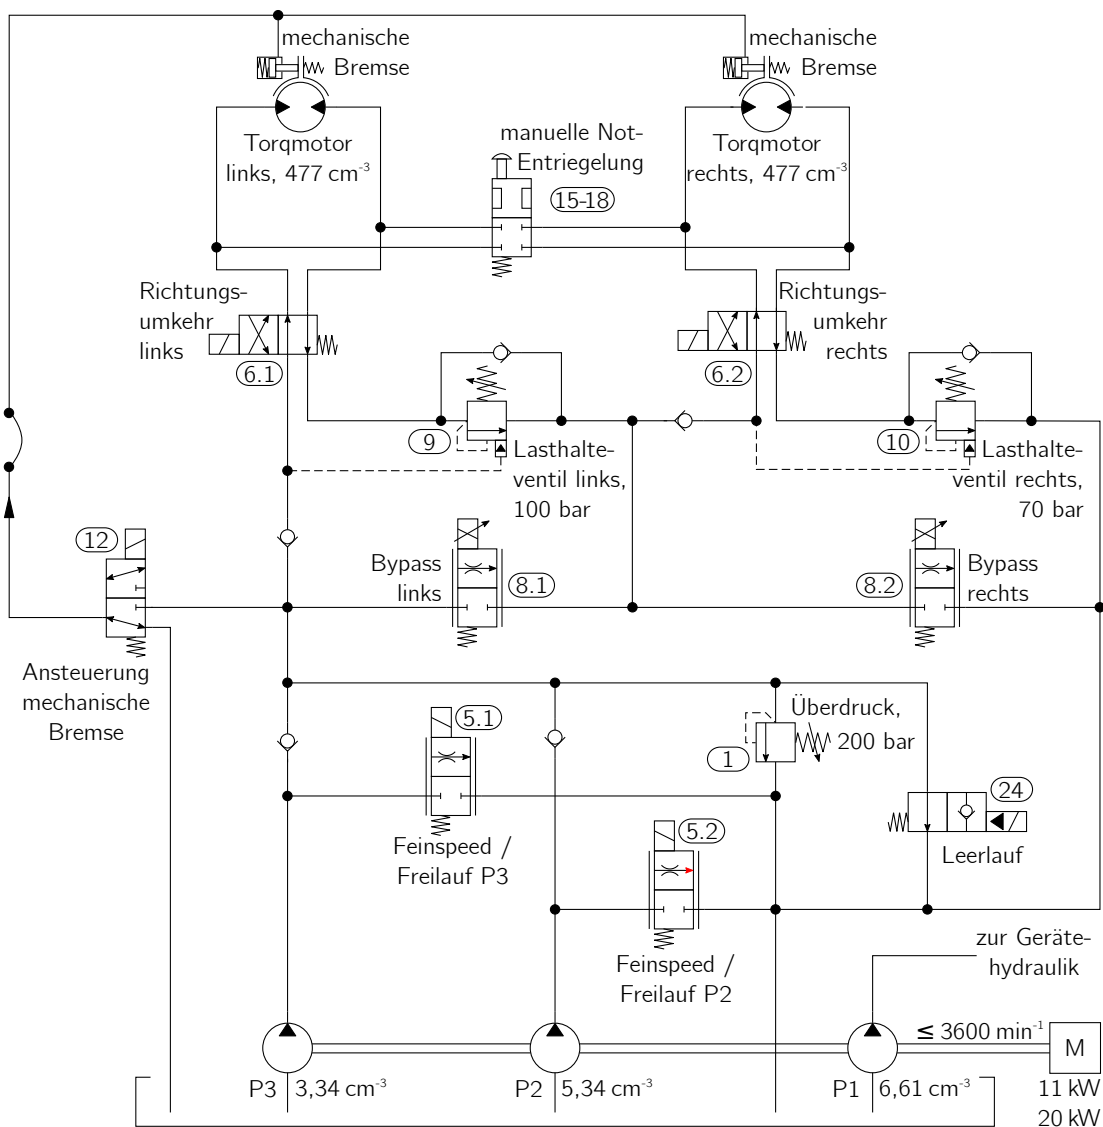 mechanische
Bremse
mechanische
Bremse
Torqmotor
links, 477 cm⁻³
manuelle Not-
Entriegelung
15-18
Torqmotor
rechts, 477 cm⁻³
Richtungs-
umkehr
links
6.1
Richtungs-
umkehr
rechts
6.2
9
Lasthalte-
ventil links,
100 bar
10
Lasthalte-
ventil rechts,
70 bar
12
Ansteuerung
mechanische
Bremse
Bypass
links
8.1
8.2
Bypass
rechts
5.1
Feinspeed /
Freilauf P3
Überdruck,
200 bar
1
24
Leerlauf
5.2
Feinspeed /
Freilauf P2
zur Geräte-
hydraulik
≤ 3600 min⁻¹
M
11 kW
20 kW
P3 3,34 cm⁻³
P2 5,34 cm⁻³
P1 6,61 cm⁻³